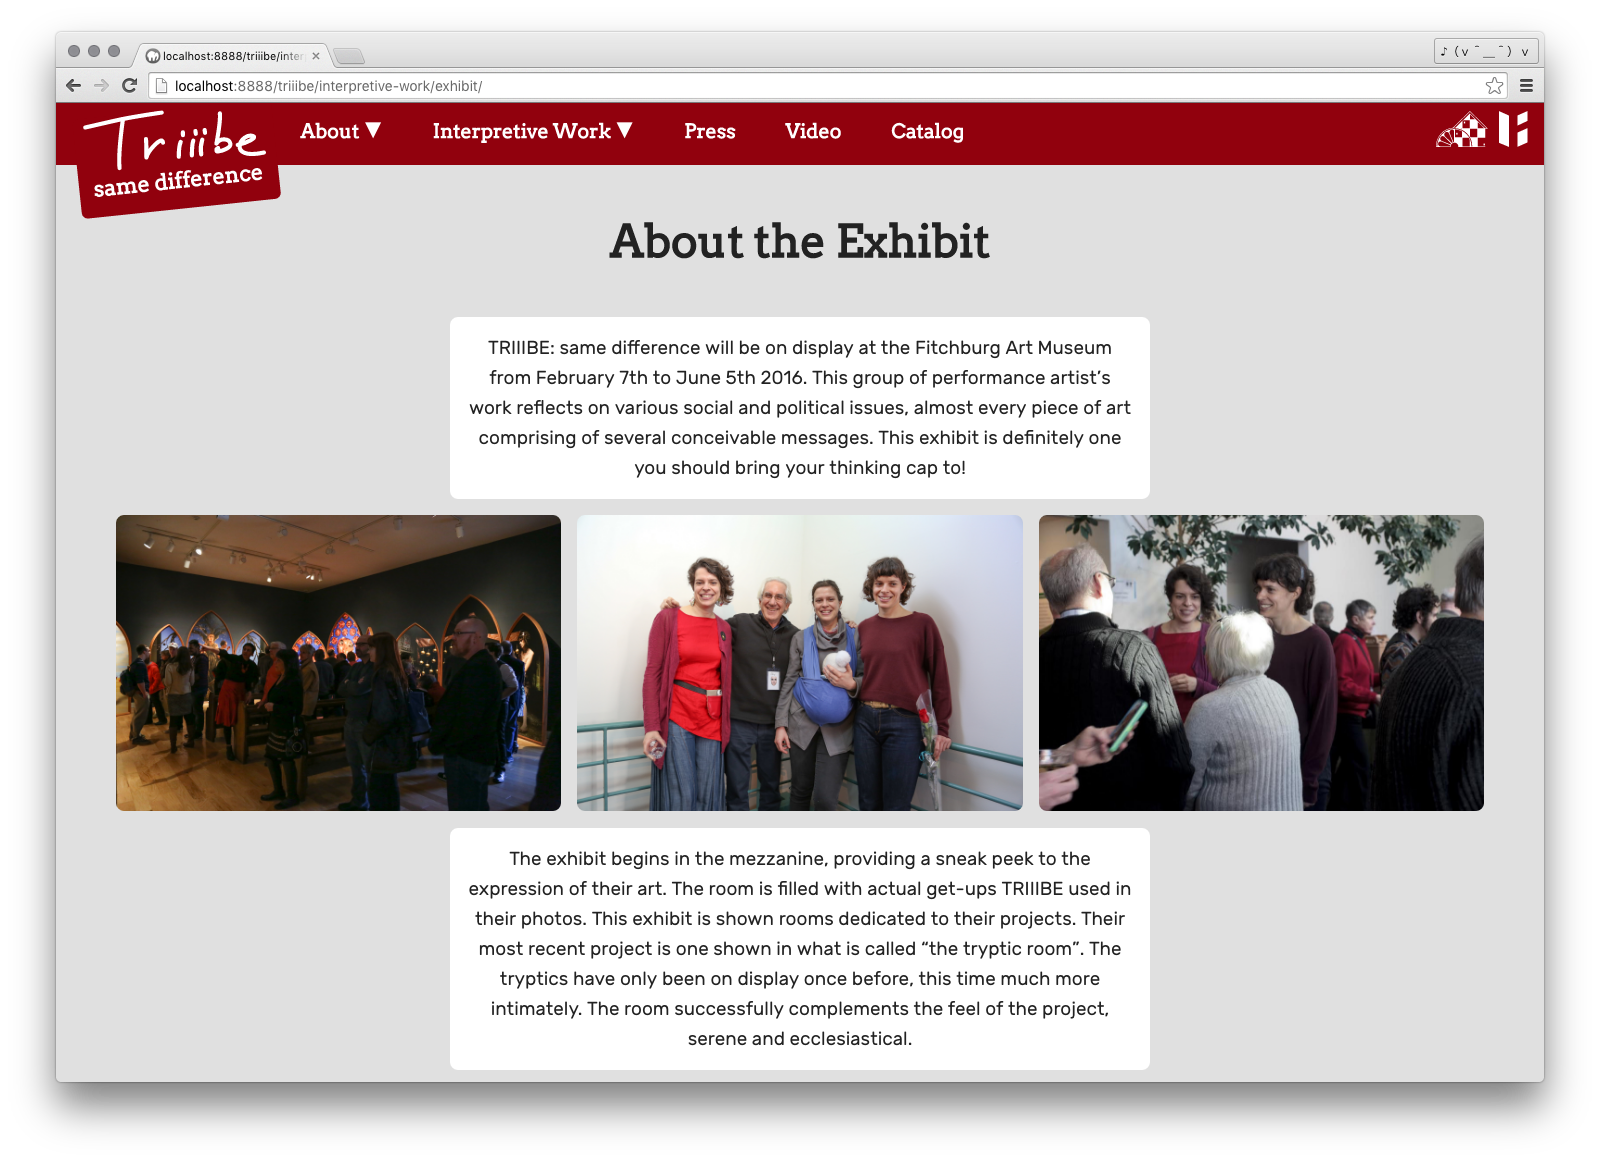 localhost:8888/triiibe/inter
♪ (v ˆ__ˆ) v
localhost:8888/triiibe/interpretive-work/exhibit/
Triiibe
same difference
About ▼
Interpretive Work ▼
Press
Video
Catalog
About the Exhibit
TRIIIBE: same difference will be on display at the Fitchburg Art Museum
from February 7th to June 5th 2016. This group of performance artist’s
work reflects on various social and political issues, almost every piece of art
comprising of several conceivable messages. This exhibit is definitely one
you should bring your thinking cap to!
The exhibit begins in the mezzanine, providing a sneak peek to the
expression of their art. The room is filled with actual get-ups TRIIIBE used in
their photos. This exhibit is shown rooms dedicated to their projects. Their
most recent project is one shown in what is called “the tryptic room”. The
tryptics have only been on display once before, this time much more
intimately. The room successfully complements the feel of the project,
serene and ecclesiastical.